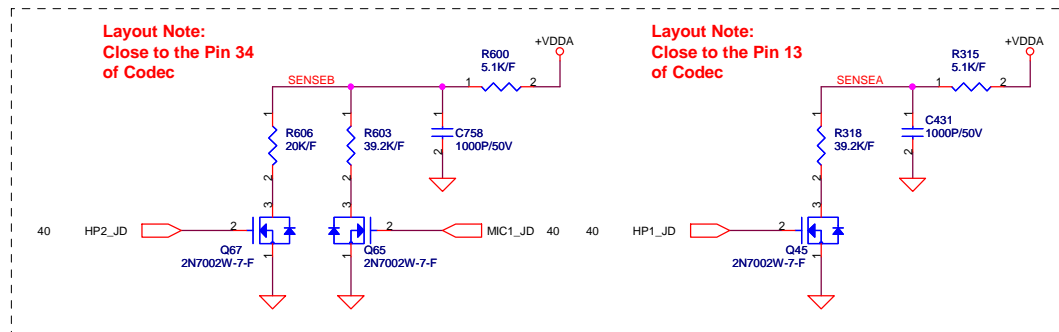 Layout Note:
Close to the Pin 34
of Codec
+VDDA
R600
5.1K/F
1
2
SENSEB
1
R606
20K/F
2
1
R603
39.2K/F
2
1
C758
1000P/50V
2
40
HP2_JD
2
3
1
Q67
2N7002W-7-F
3
2
1
Q65
2N7002W-7-F
MIC1_JD
40
Layout Note:
Close to the Pin 13
of Codec
+VDDA
R315
5.1K/F
1
2
SENSEA
1
R318
39.2K/F
2
1
C431
1000P/50V
2
40
HP1_JD
2
3
1
Q45
2N7002W-7-F